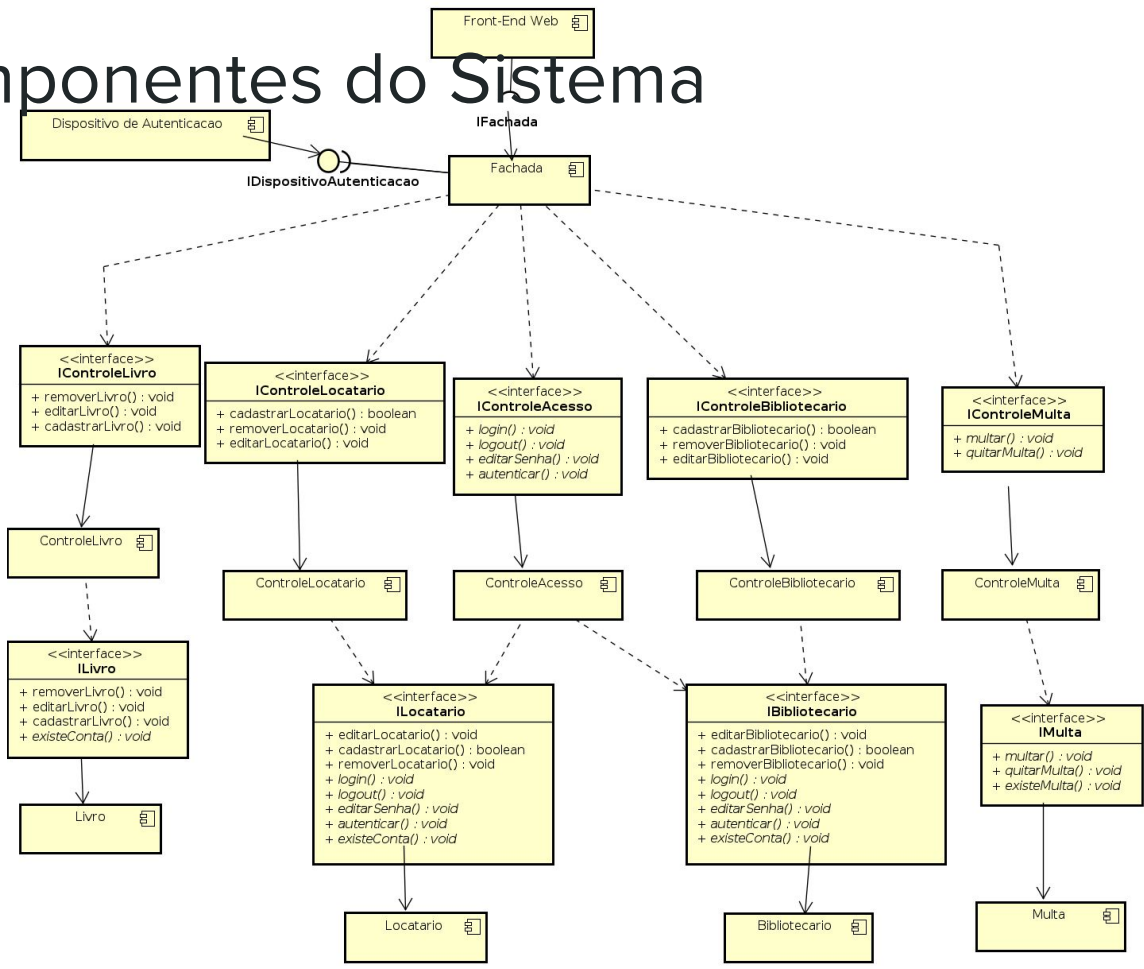 Front-End Web
mponentes do Sistema
IFachada
Dispositivo de Autenticacao
IDispositivoAutenticacao
Fachada
<<interface>>
IControleLivro
+ removerLivro() : void
+ editarLivro() : void
+ cadastrarLivro() : void
<<interface>>
IControleLocatario
+ cadastrarLocatario() : boolean
+ removerLocatario() : void
+ editarLocatario() : void
<<interface>>
IControleAcesso
+ login() : void
+ logout() : void
+ editarSenha() : void
+ autenticar() : void
<<interface>>
IControleBibliotecario
+ cadastrarBibliotecario() : boolean
+ removerBibliotecario() : void
+ editarBibliotecario() : void
<<interface>>
IControleMulta
+ multar() : void
+ quitarMulta() : void
ControleLivro
ControleLocatario
ControleAcesso
ControleBibliotecario
ControleMulta
<<interface>>
ILivro
+ removerLivro() : void
+ editarLivro() : void
+ cadastrarLivro() : void
+ existeConta() : void
<<interface>>
ILocatario
+ editarLocatario() : void
+ cadastrarLocatario() : boolean
+ removerLocatario() : void
+ login() : void
+ logout() : void
+ editarSenha() : void
+ autenticar() : void
+ existeConta() : void
<<interface>>
IBibliotecario
+ editarBibliotecario() : void
+ cadastrarBibliotecario() : boolean
+ removerBibliotecario() : void
+ login() : void
+ logout() : void
+ editarSenha() : void
+ autenticar() : void
+ existeConta() : void
<<interface>>
IMulta
+ multar() : void
+ quitarMulta() : void
+ existeMulta() : void
Livro
Locatario
Bibliotecario
Multa